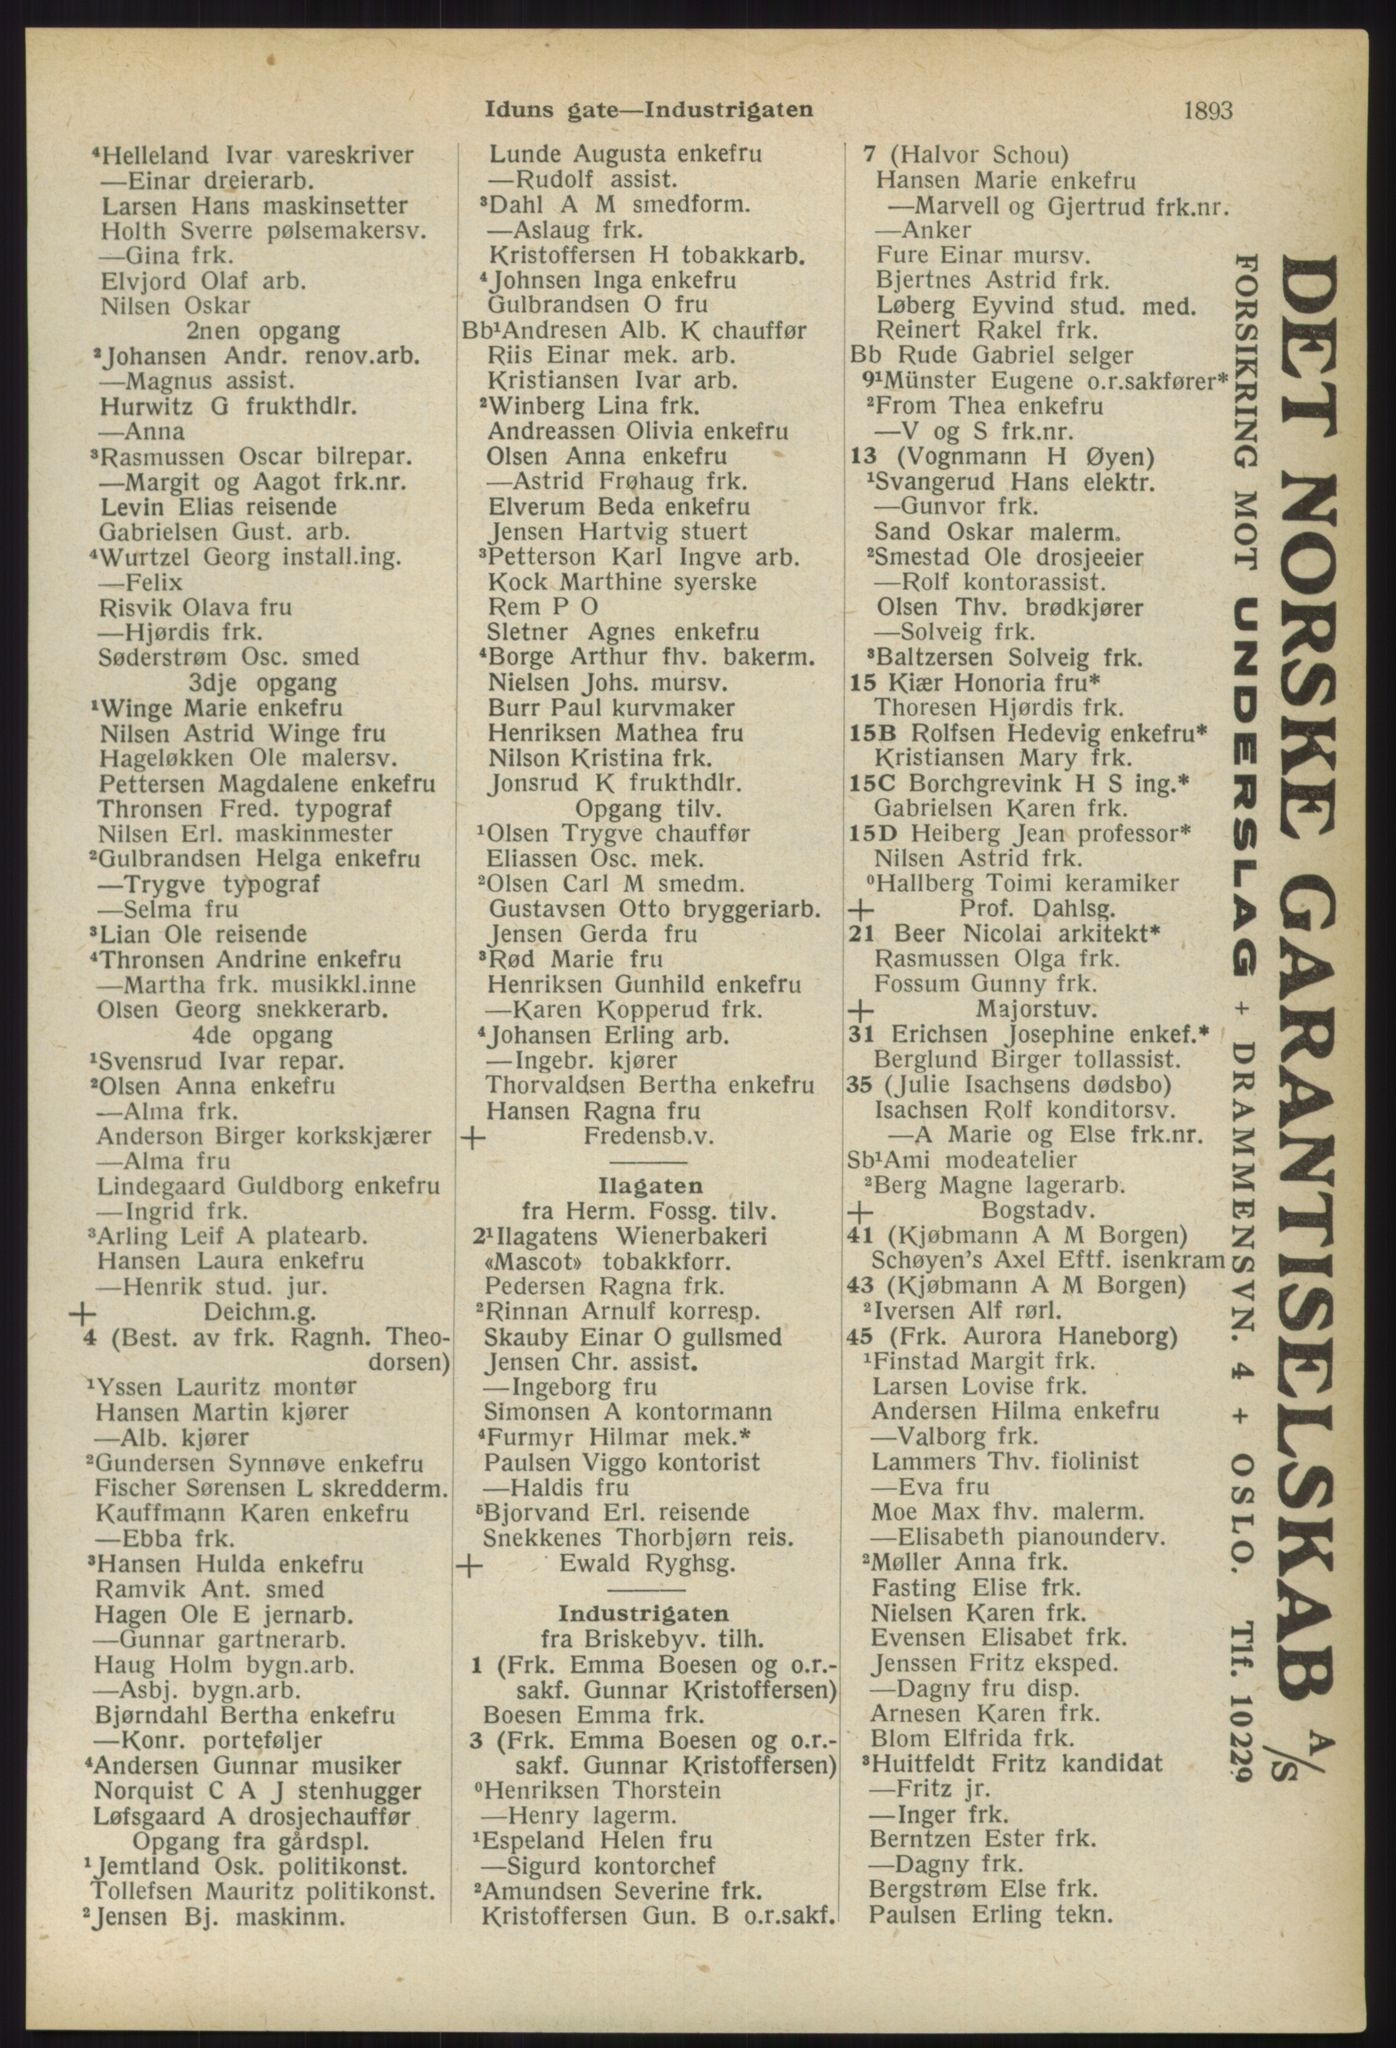 Iduns gate—Industrigaten
1893
⁴Helleland Ivar vareskriver
—Einar dreierarb.
Larsen Hans maskinsetter
Holth Sverre pølsemakersv.
—Gina frk.
Elvjord Olaf arb.
Nilsen Oskar
2nen opgang
²Johansen Andr. renov.arb.
—Magnus assist.
Hurwitz G frukthdlr.
—Anna
³Rasmussen Oscar bilrepar.
—Margit og Aagot frk.nr.
Levin Elias reisende
Gabrielsen Gust. arb.
⁴Wurtzel Georg install.ing.
—Felix
Risvik Olava fru
—Hjørdis frk.
Søderstrøm Osc. smed
3dje opgang
¹Winge Marie enkefru
Nilsen Astrid Winge fru
Hageløkken Ole malersv.
Pettersen Magdalene enkefru
Thronsen Fred. typograf
Nilsen Erl. maskinmester
²Gulbrandsen Helga enkefru
—Trygve typograf
—Selma fru
³Lian Ole reisende
⁴Thronsen Andrine enkefru
—Martha frk. musikkl.inne
Olsen Georg snekkerarb.
4de opgang
¹Svensrud Ivar repar.
²Olsen Anna enkefru
—Alma frk.
Anderson Birger korkskjærer
—Alma fru
Lindegaard Guldborg enkefru
—Ingrid frk.
³Arling Leif A platearb.
Hansen Laura enkefru
—Henrik stud. jur.
+ Deichm.g.
4 (Best. av frk. Ragnh. Theo-
dorsen)
¹Yssen Lauritz montør
Hansen Martin kjører
—Alb. kjører
²Gundersen Synnøve enkefru
Fischer Sørensen L skredderm.
Kauffmann Karen enkefru
—Ebba frk.
³Hansen Hulda enkefru
Ramvik Ant. smed
Hagen Ole E jernarb.
—Gunnar gartnerarb.
Haug Holm bygn.arb.
—Asbj. bygn.arb.
Bjørndahl Bertha enkefru
—Konr. porteføljer
⁴Andersen Gunnar musiker
Norquist C A J stenhugger
Løfsgaard A drosjechauffør
Opgang fra gårdspl.
¹Jemtland Osk. politikonst.
Tollefsen Mauritz politikonst.
²Jensen Bj. maskinm.
Lunde Augusta enkefru
—Rudolf assist.
³Dahl A M smedform.
—Aslaug frk.
Kristoffersen H tobakkarb.
⁴Johnsen Inga enkefru
Gulbrandsen O fru
Bb¹Andresen Alb. K chauffør
Riis Einar mek. arb.
Kristiansen Ivar arb.
²Winberg Lina frk.
Andreassen Olivia enkefru
Olsen Anna enkefru
—Astrid Frøhaug frk.
Elverum Beda enkefru
Jensen Hartvig stuert
³Petterson Karl Ingve arb.
Kock Marthine syerske
Rem P O
Sletner Agnes enkefru
⁴Borge Arthur fhv. bakerm.
Nielsen Johs. mursv.
Burr Paul kurvmaker
Henriksen Mathea fru
Nilson Kristina frk.
Jonsrud K frukthdlr.
Opgang tilv.
¹Olsen Trygve chauffør
Eliassen Osc. mek.
²Olsen Carl M smedm.
Gustavsen Otto bryggeriarb.
Jensen Gerda fru
³Rød Marie fru
Henriksen Gunhild enkefru
—Karen Kopperud frk.
⁴Johansen Erling arb.
—Ingebr. kjører
Thorvaldsen Bertha enkefru
Hansen Ragna fru
+ Fredensb.v.
Ilagaten
fra Herm. Fossg. tilv.
2¹Ilagatens Wienerbakeri
«Mascot» tobakkforr.
Pedersen Ragna frk.
²Rinnan Arnulf korresp.
Skauby Einar O gullsmed
Jensen Chr. assist.
—Ingeborg fru
Simonsen A kontormann
⁴Furmyr Hilmar mek.*
Paulsen Viggo kontorist
—Haldis fru
⁵Bjorvand Erl. reisende
Snekkenes Thorbjørn reis.
+ Ewald Ryghsg.
Industrigaten
fra Briskebyv. tilh.
1 (Frk. Emma Boesen og o.r.-
sakf. Gunnar Kristoffersen)
Boesen Emma frk.
3 (Frk. Emma Boesen og o.r.-
sakf. Gunnar Kristoffersen)
⁰Henriksen Thorstein
—Henry lagerm.
¹Espeland Helen fru
—Sigurd kontorchef
²Amundsen Severine frk.
Kristoffersen Gun. B o.r.sakf.
7 (Halvor Schou)
Hansen Marie enkefru
—Marvell og Gjertrud frk.nr.
—Anker
Fure Einar mursv.
Bjertnes Astrid frk.
Løberg Eyvind stud. med.
Reinert Rakel frk.
Bb Rude Gabriel selger
9¹Münster Eugene o.r.sakfører*
²From Thea enkefru
—V og S frk.nr.
13 (Vognmann H Øyen)
¹Svangerud Hans elektr.
—Gunvor frk.
Sand Oskar malerm.
²Smestad Ole drosjeeier
—Rolf kontorassist.
Olsen Thv. brødkjører
—Solveig frk.
³Baltzersen Solveig frk.
15 Kiær Honoria fru*
Thoresen Hjørdis frk.
15B Rolfsen Hedevig enkefru*
Kristiansen Mary frk.
15C Borchgrevink H S ing.*
Gabrielsen Karen frk.
15D Heiberg Jean professor*
Nilsen Astrid frk.
⁰Hallberg Toimi keramiker
+ Prof. Dahlsg.
21 Beer Nicolai arkitekt*
Rasmussen Olga frk.
Fossum Gunny frk.
+ Majorstuv.
31 Erichsen Josephine enkef.*
Berglund Birger tollassist.
35 (Julie Isachsens dødsbo)
Isachsen Rolf konditorsv.
—A Marie og Else frk.nr.
Sb¹Ami modeatelier
²Berg Magne lagerarb.
+ Bogstadv.
41 (Kjøbmann A M Borgen)
Schøyen's Axel Eftf. isenkram
43 (Kjøbmann A M Borgen)
²Iversen Alf rørl.
45 (Frk. Aurora Haneborg)
¹Finstad Margit frk.
Larsen Lovise frk.
Andersen Hilma enkefru
—Valborg frk.
Lammers Thv. fiolinist
—Eva fru
Moe Max fhv. malerm.
—Elisabeth pianounderv.
²Møller Anna frk.
Fasting Elise frk.
Nielsen Karen frk.
Evensen Elisabet frk.
Jenssen Fritz eksped.
—Dagny fru disp.
Arnesen Karen frk.
Blom Elfrida frk.
³Huitfeldt Fritz kandidat
—Fritz jr.
—Inger frk.
Berntzen Ester frk.
—Dagny frk.
Bergstrøm Else frk.
Paulsen Erling tekn.
DET NORSKE GARANTISELSKAB A/S
FORSIKRING MOT UNDERSLAG + DRAMMENSVN. 4 + OSLO. Tlf. 10229